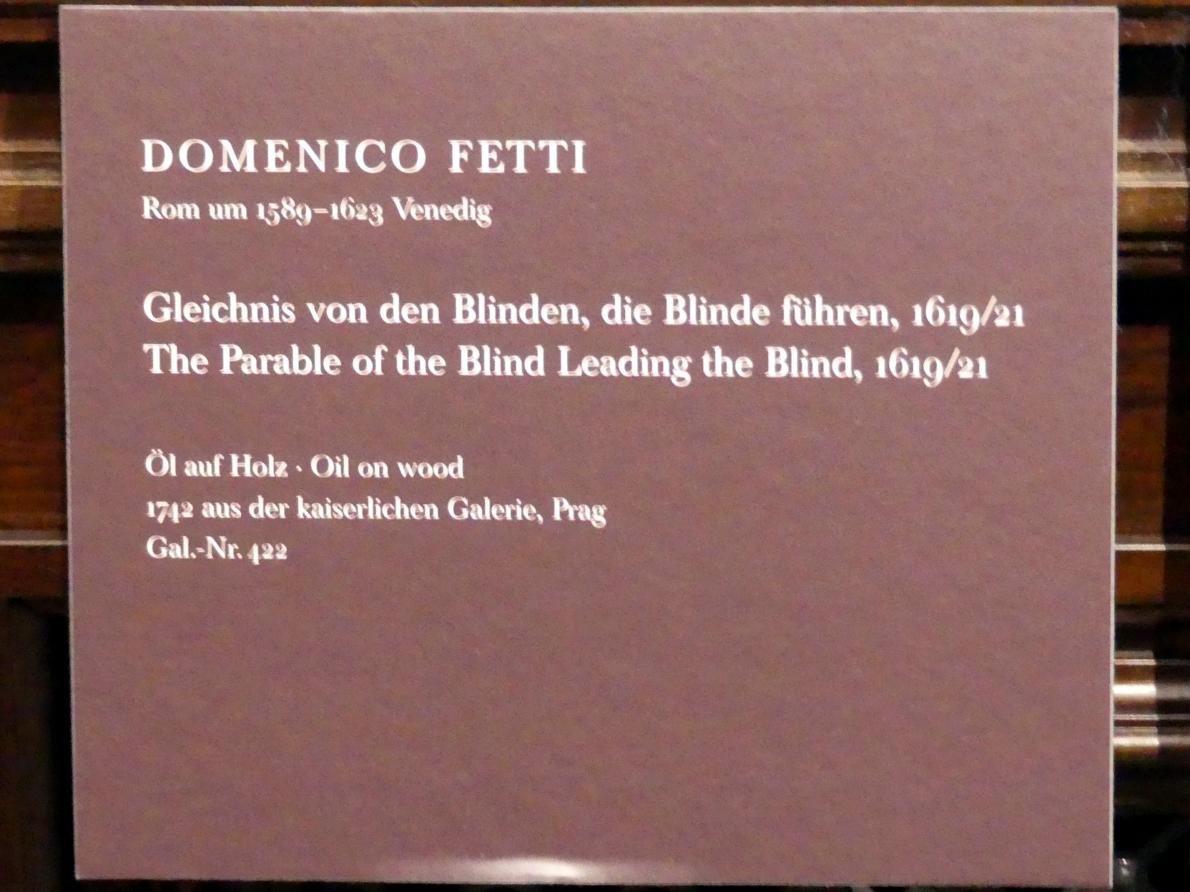 DOMENICO FETTI
Rom um 1589–1623 Venedig
Gleichnis von den Blinden, die Blinde führen, 1619/21
The Parable of the Blind Leading the Blind, 1619/21
Öl auf Holz · Oil on wood
1742 aus der kaiserlichen Galerie, Prag
Gal.-Nr. 422